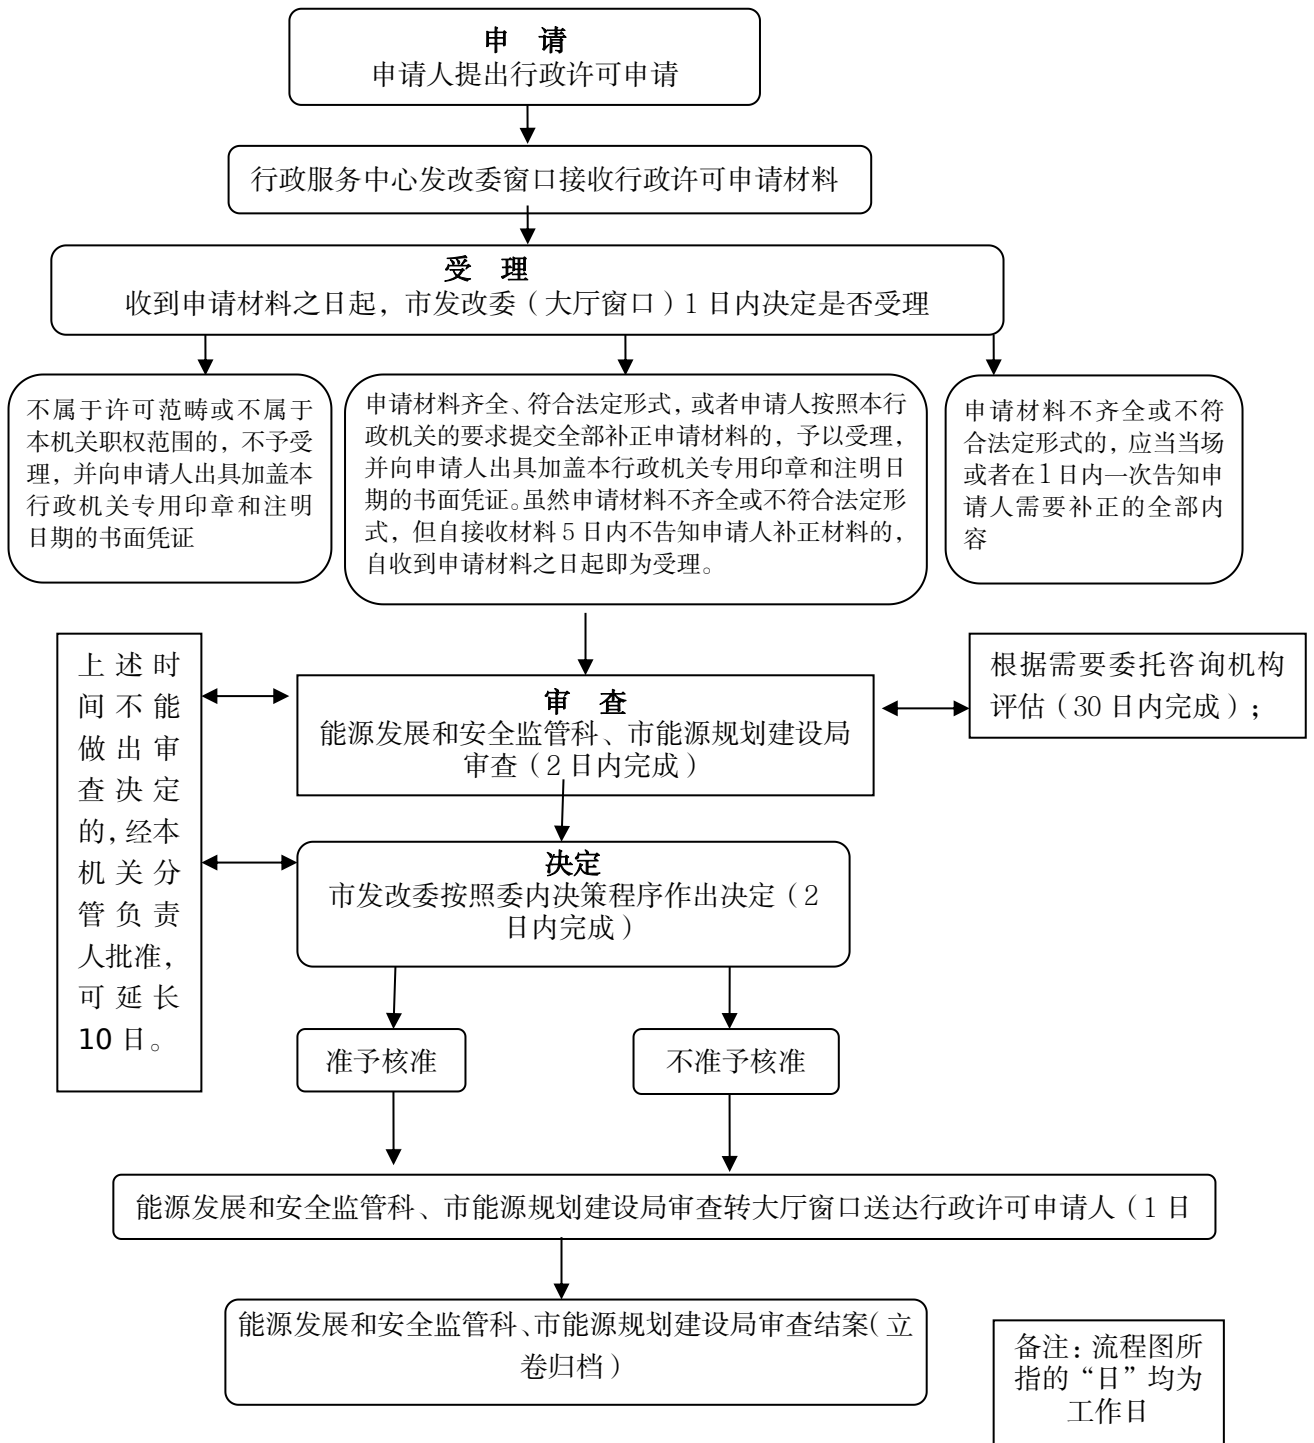 申 请
申请人提出行政许可申请
行政服务中心发改委窗口接收行政许可申请材料
受 理
收到申请材料之日起，市发改委（大厅窗口）1 日内决定是否受理
不属于许可范畴或不属于
本机关职权范围的，不予受
理，并向申请人出具加盖本
行政机关专用印章和注明
日期的书面凭证
申请材料齐全、符合法定形式，或者申请人按照本行
政机关的要求提交全部补正申请材料的，予以受理，
并向申请人出具加盖本行政机关专用印章和注明日
期的书面凭证。虽然申请材料不齐全或不符合法定形
式，但自接收材料 5 日内不告知申请人补正材料的，
自收到申请材料之日起即为受理。
申请材料不齐全或不符
合法定形式的，应当当场
或者在 1 日内一次告知申
请人需要补正的全部内
容
上述时
间不能
做出审
查决定
的，经本
机关分
管负责
人批准，
可延长
10 日。
审 查
能源发展和安全监管科、市能源规划建设局
审查（2 日内完成）
根据需要委托咨询机构
评估（30 日内完成）；
决定
市发改委按照委内决策程序作出决定（2
日内完成）
准予核准
不准予核准
能源发展和安全监管科、市能源规划建设局审查转大厅窗口送达行政许可申请人（1 日
能源发展和安全监管科、市能源规划建设局审查结案（立
卷归档）
备注：流程图所
指的“日”均为
工作日